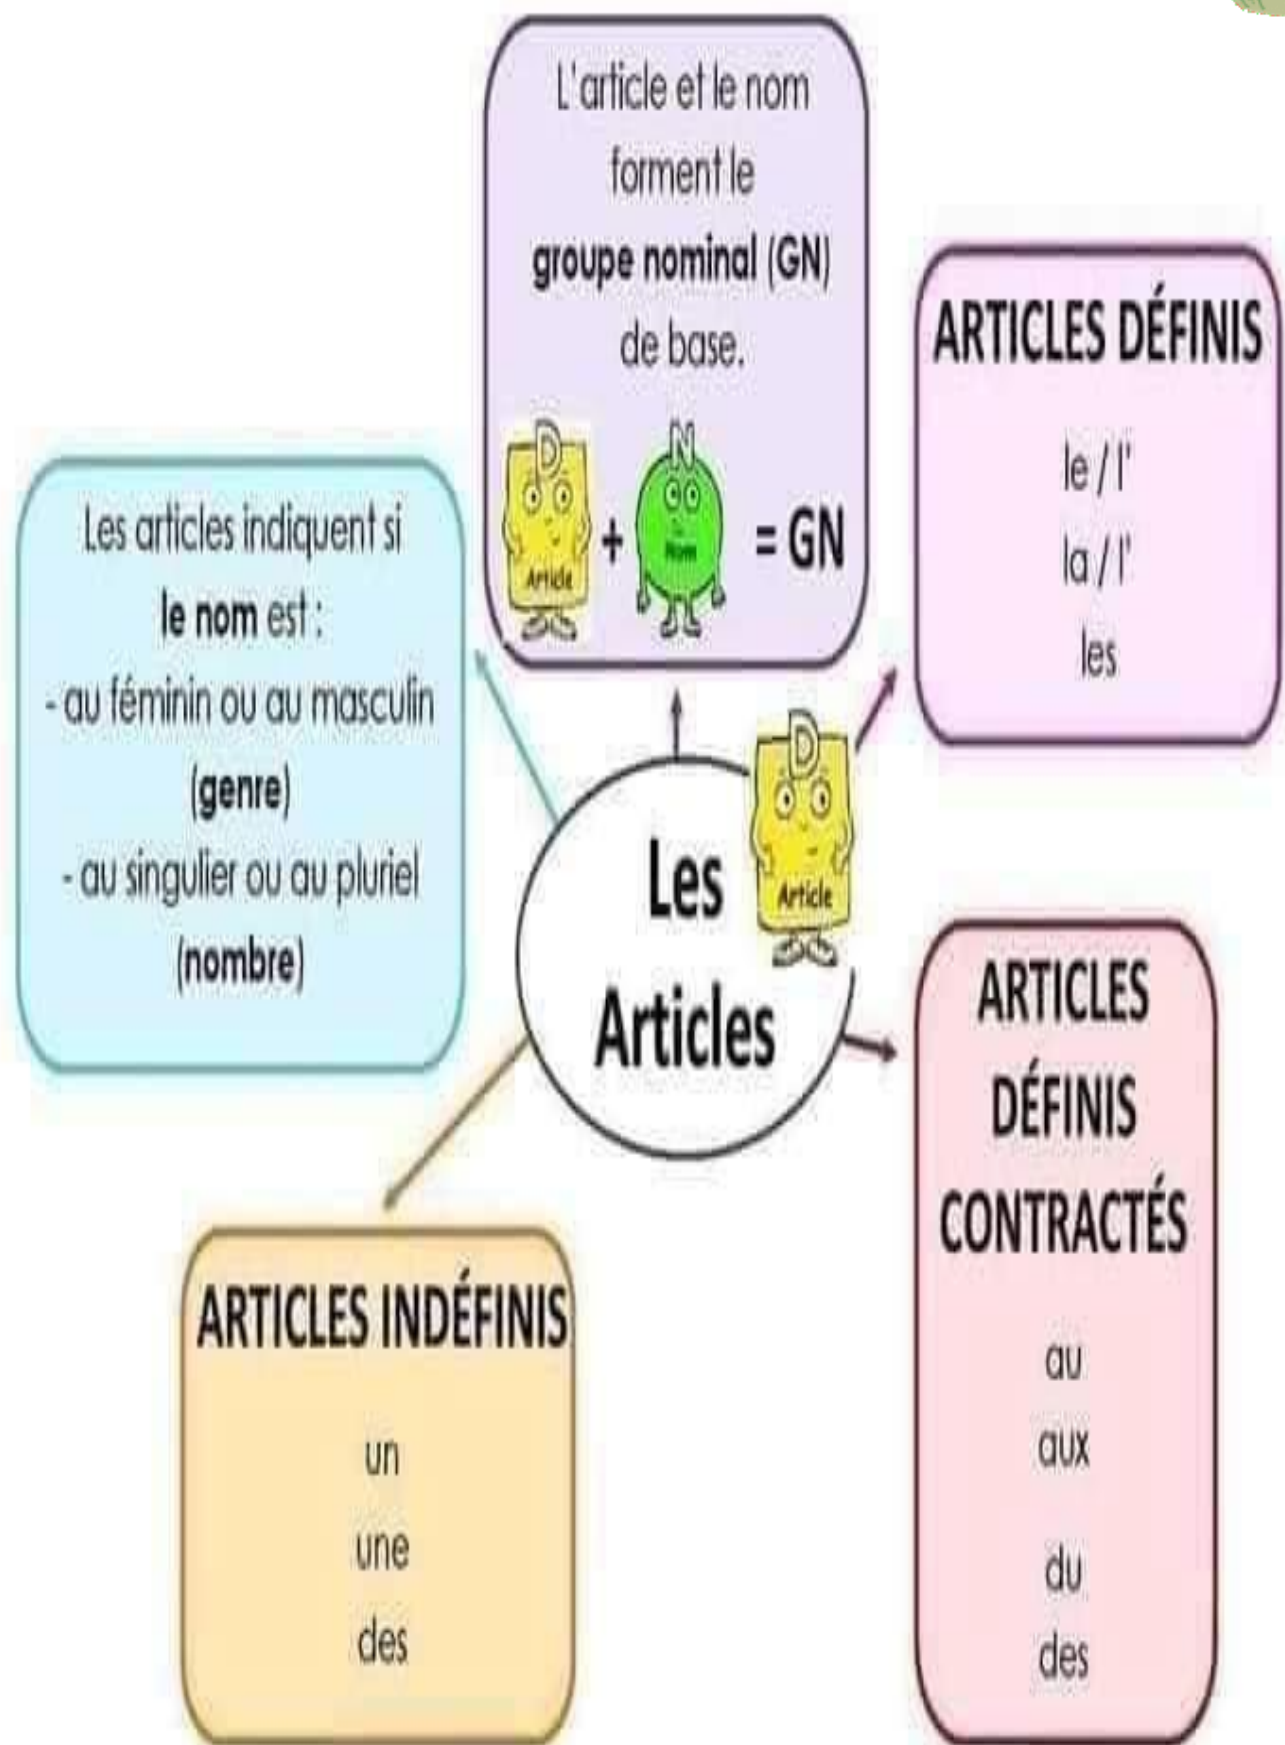 L'article et le nom
forment le
groupe nominal (GN)
de base.
D
N
Article
+
Nom
= GN
ARTICLES DÉFINIS
le / l'
la / l'
les
Les articles indiquent si
le nom est :
- au féminin ou au masculin
(genre)
- au singulier ou au pluriel
(nombre)
Les
Articles
D
Article
ARTICLES
DÉFINIS
CONTRACTÉS
au
aux
du
des
ARTICLES INDÉFINIS
un
une
des